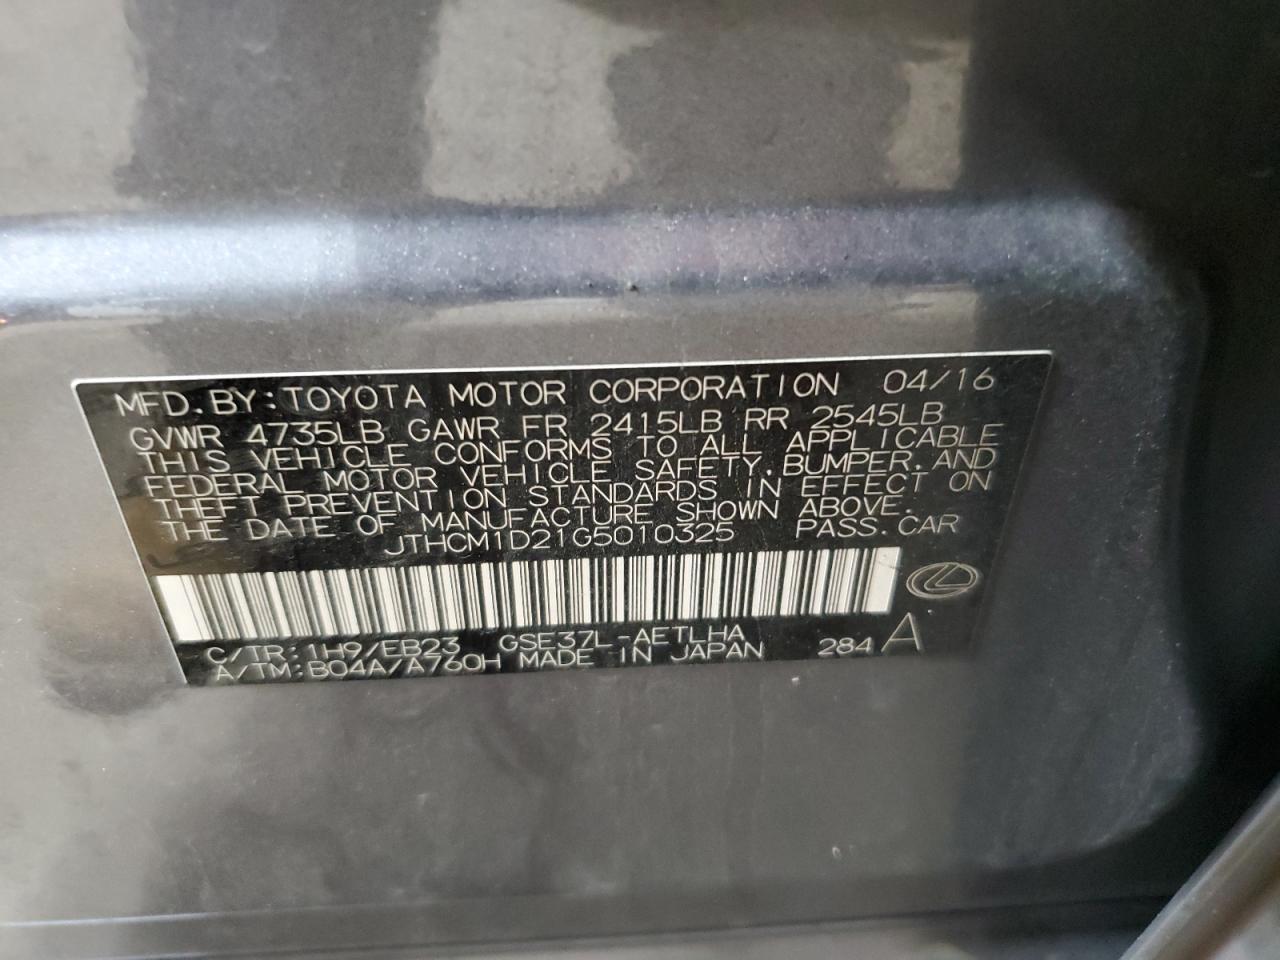 MFD. BY: TOYOTA MOTOR CORPORATION 04/16
GVWR 4735LB GAWR FR 2415LB RR 2545LB
THIS VEHICLE CONFORMS TO ALL APPLICABLE
FEDERAL MOTOR VEHICLE SAFETY, BUMPER, AND
THEFT PREVENTION STANDARDS IN EFFECT ON
THE DATE OF MANUFACTURE SHOWN ABOVE.
JTHCM1D21G5010325 PASS. CAR
C/TR: 1H9/EB23 GSE37L-AETLHA
A/TM: B04A/A760H MADE IN JAPAN 284 A